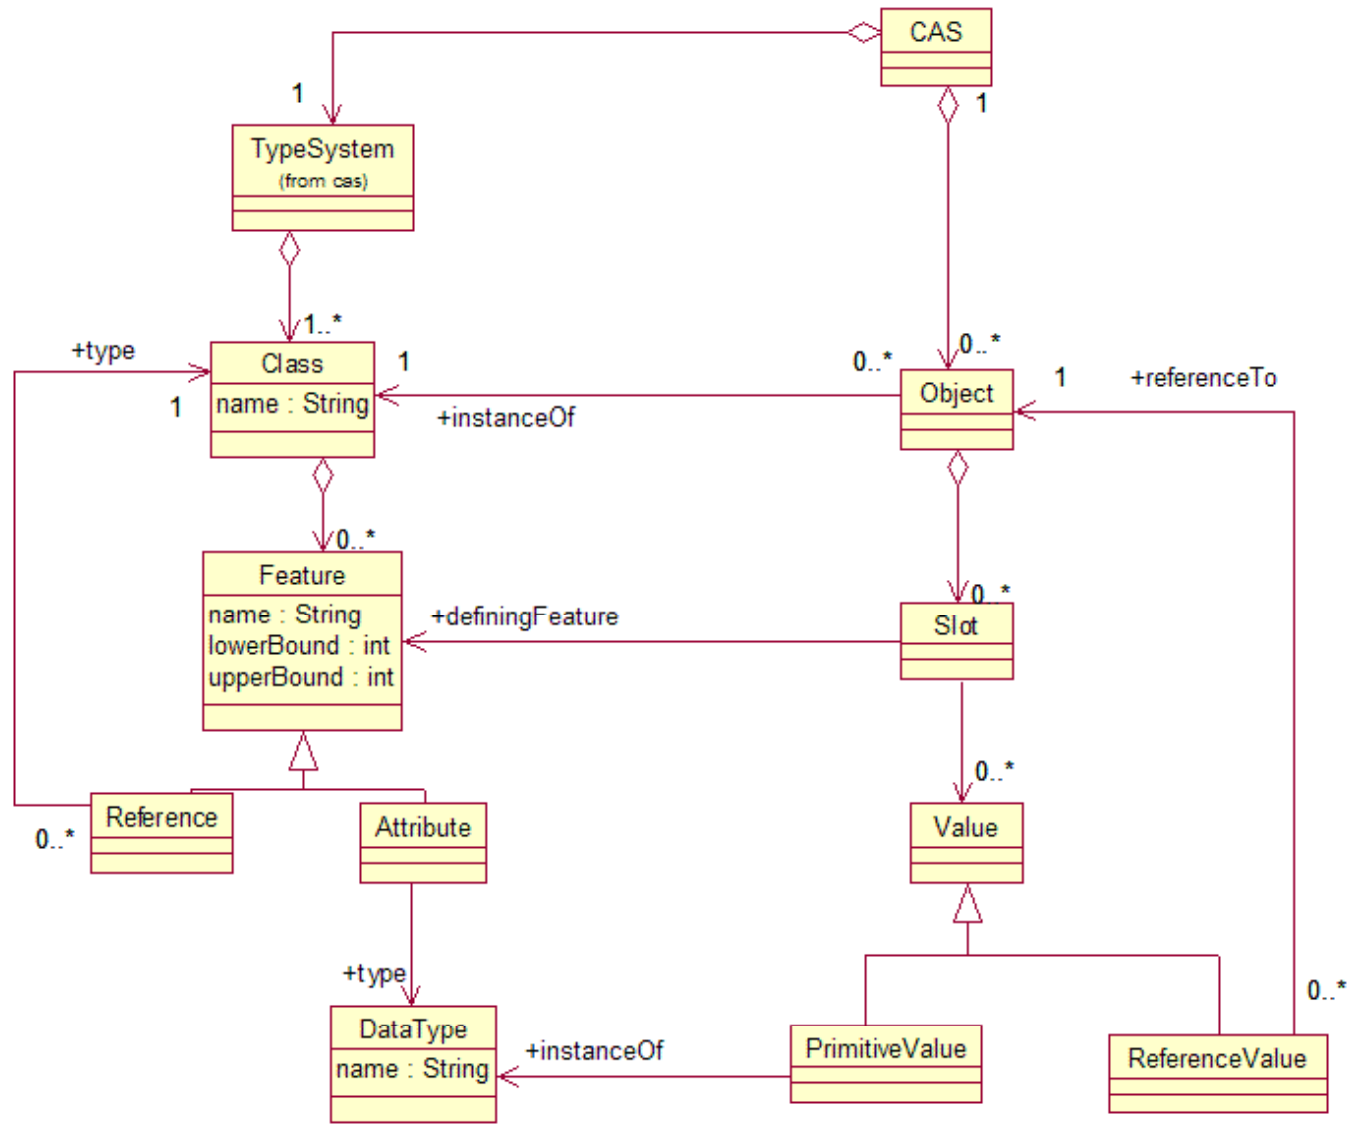 CAS
1
1
TypeSystem
(from cas)
1..*
0..*
+type
Class
1
0..*
1
+referenceTo
1
name : String
Object
+instanceOf
0..*
0..*
Feature
+definingFeature
Slot
name : String
lowerBound : int
upperBound : int
0..*
Reference
Attribute
Value
0..*
+type
0..*
DataType
+instanceOf
PrimitiveValue
ReferenceValue
name : String